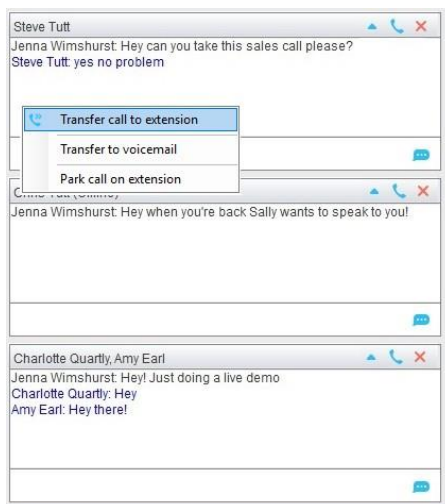 Steve Tutt
Jenna Wimshurst: Hey can you take this sales call please?
Steve Tutt: yes no problem
Transfer call to extension
Transfer to voicemail
Park call on extension
Jenna Wimshurst: Hey when you're back Sally wants to speak to you!
Charlotte Quartly, Amy Earl
Jenna Wimshurst: Hey! Just doing a live demo
Charlotte Quartly: Hey
Amy Earl: Hey there!